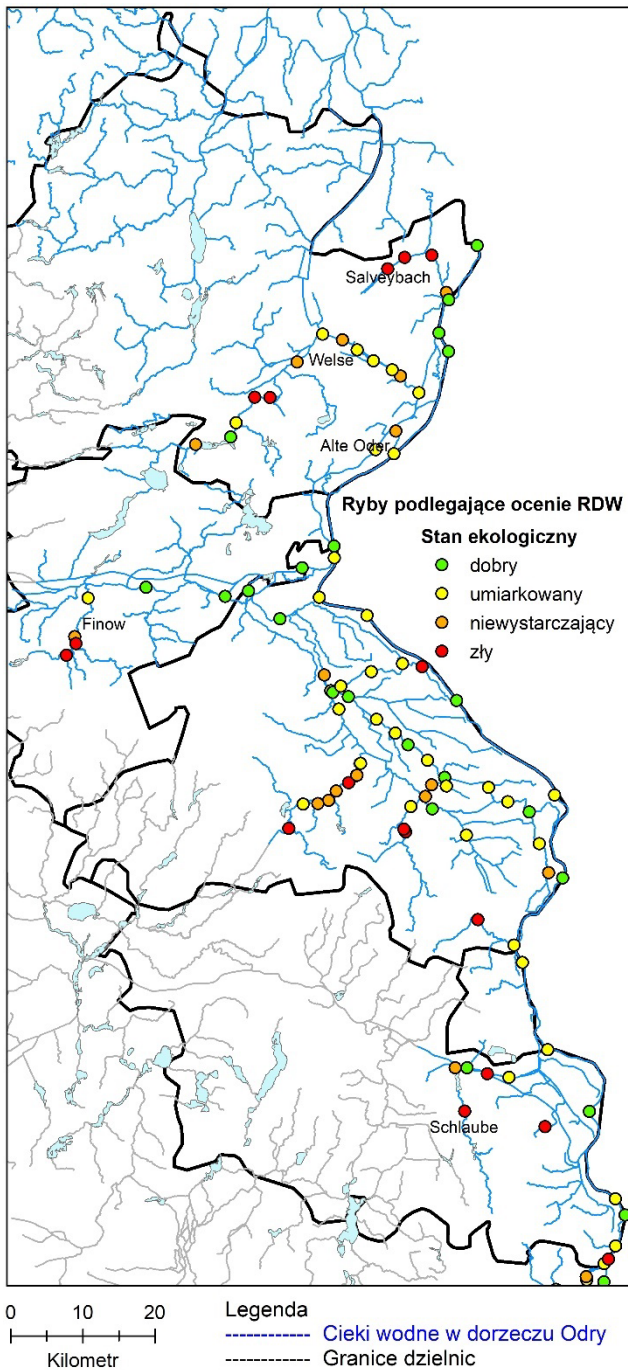 Salveybach
Welse
Alte Oder
Ryby podlegające ocenie RDW
Stan ekologiczny
dobry
umiarkowany
niewystarczający
zły
Finow
Schlaube
0 10 20
Kilometr
Legenda
Cieki wodne w dorzeczu Odry
Granice dzielnic